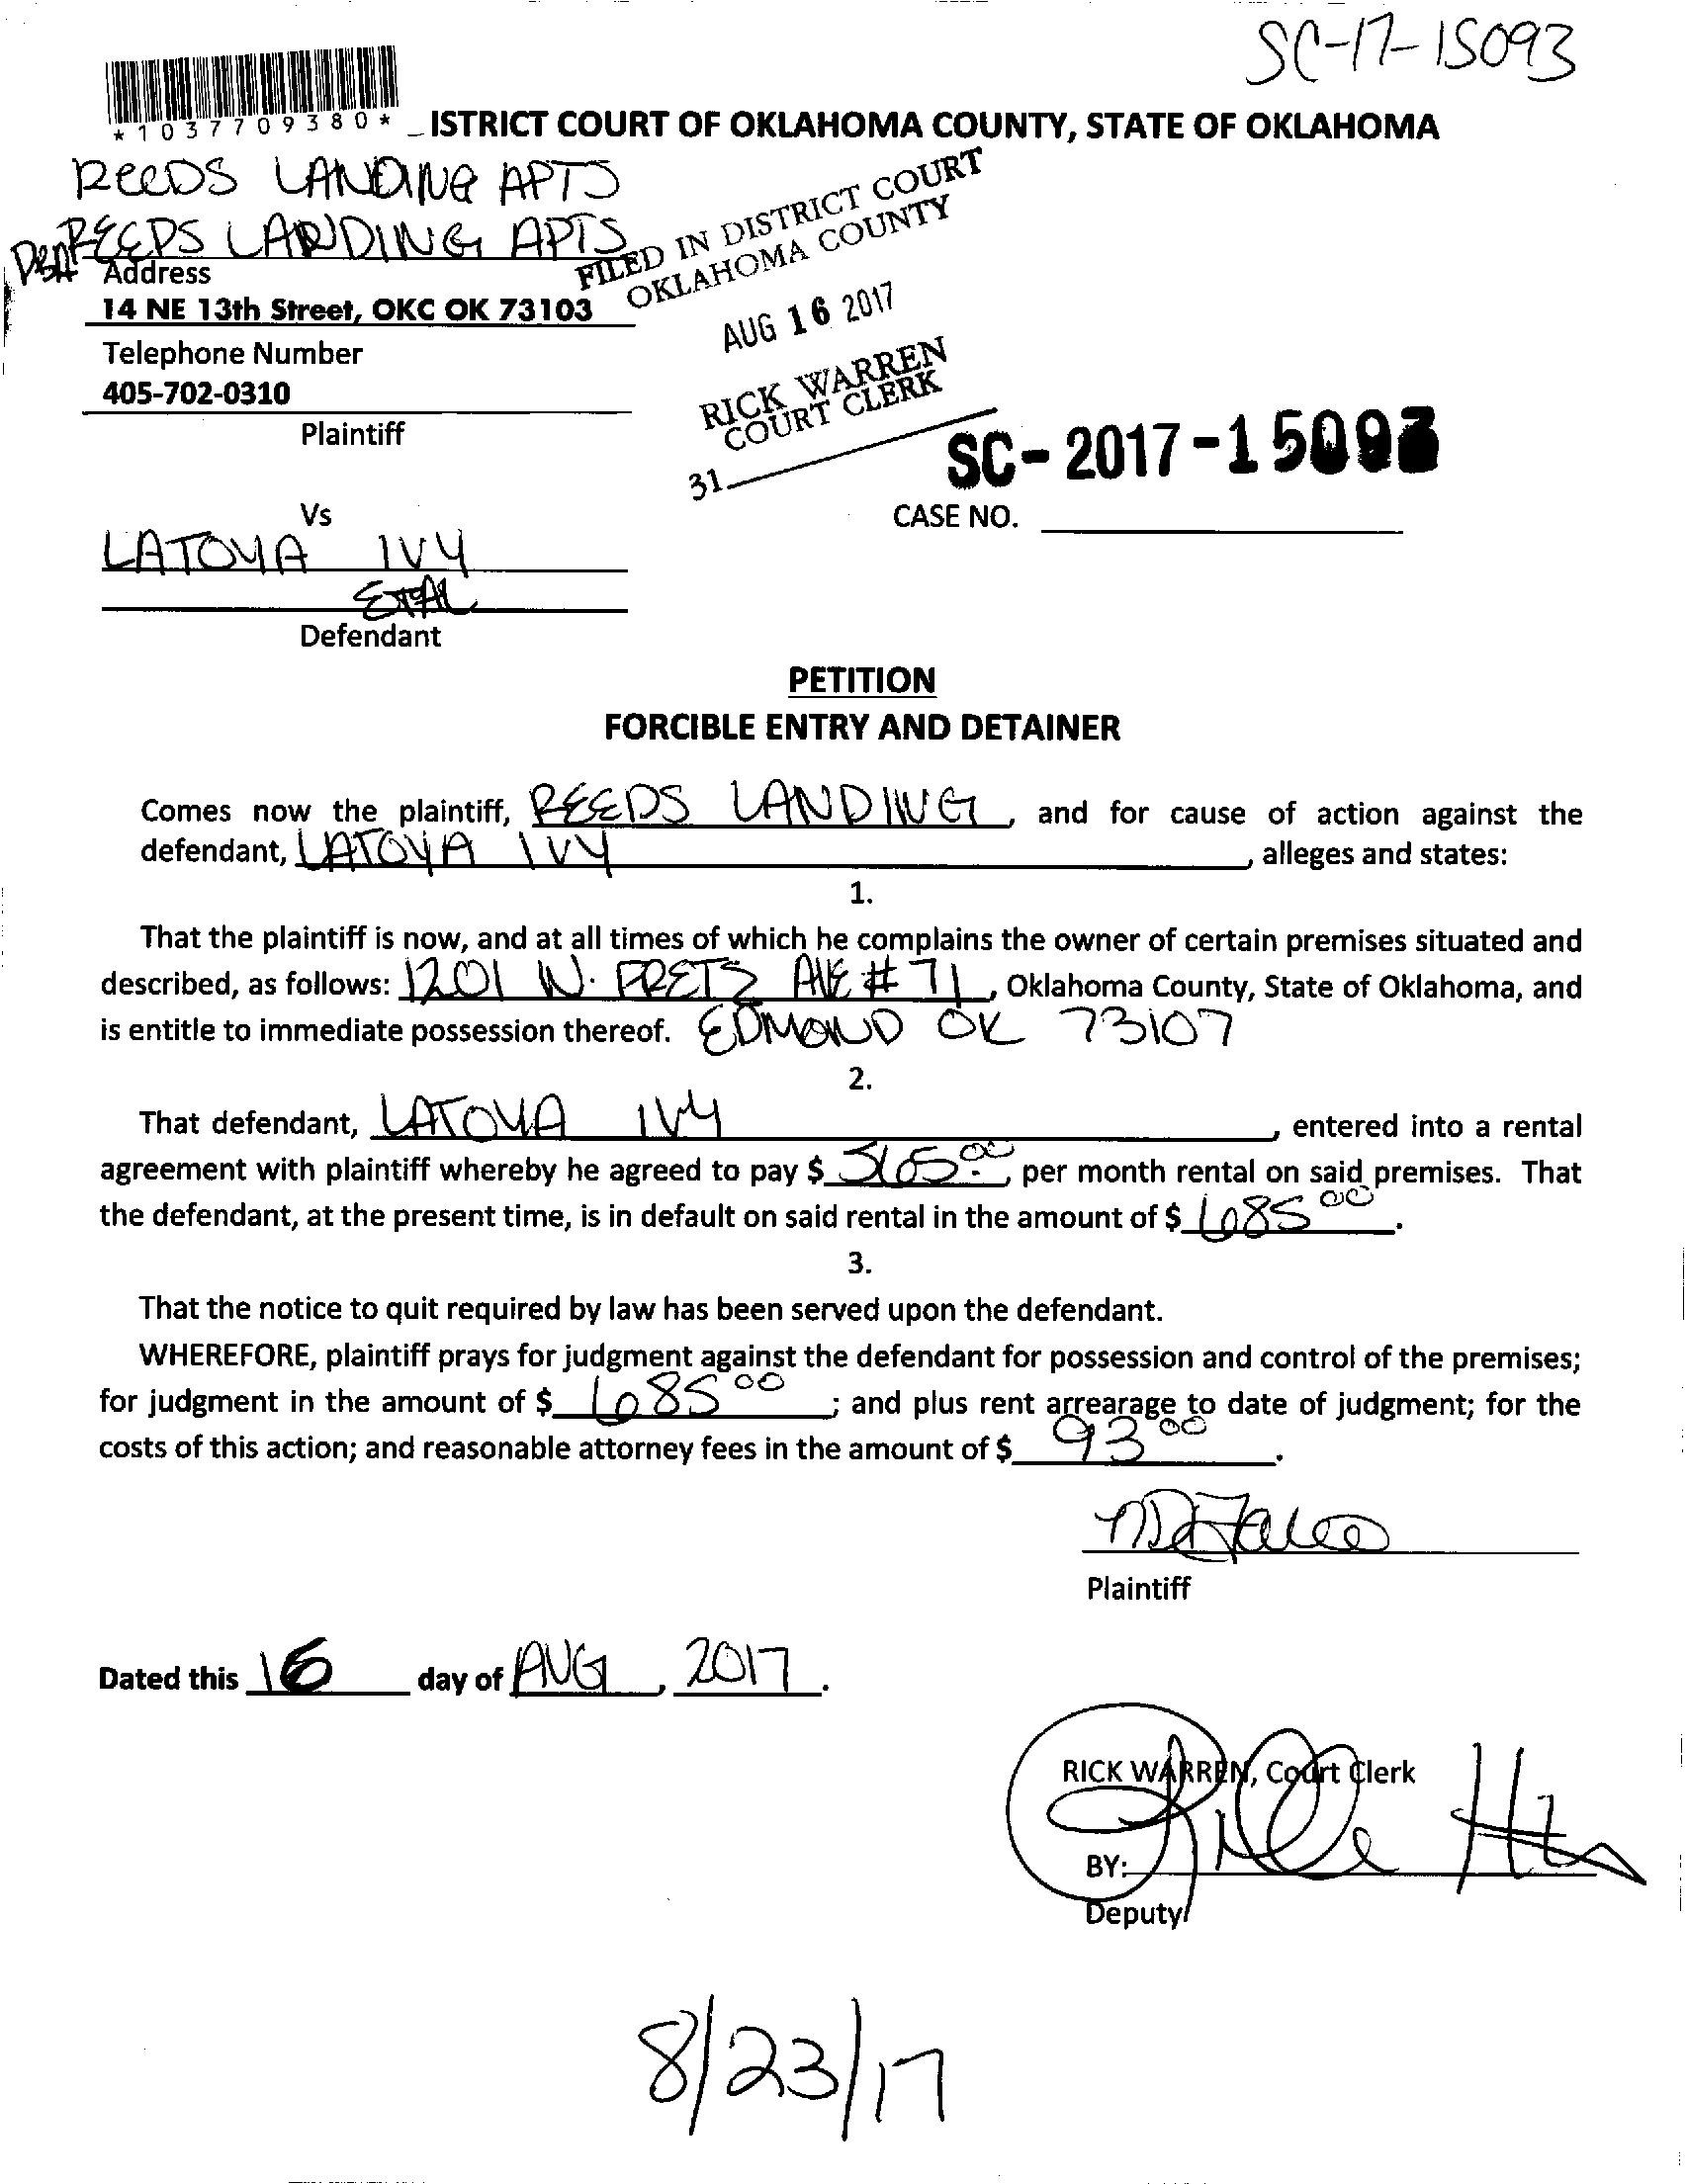 SC-17-15093
*1037709380*
ISTRICT COURT OF OKLAHOMA COUNTY, STATE OF OKLAHOMA
REEDS LANDING APTS
DBA REEDS LANDING APTS
Address
14 NE 13th Street, OKC OK 73103
Telephone Number
405-702-0310
Plaintiff
FILED IN DISTRICT COURT
OKLAHOMA COUNTY
AUG 16 2017
RICK WARREN
COURT CLERK
31
SC-2017-15093
CASE NO.
Vs
LATOYA IVY
ETAL
Defendant
PETITION
FORCIBLE ENTRY AND DETAINER
Comes now the plaintiff, REEDS LANDING, and for cause of action against the
defendant, LATOYA IVY, alleges and states:
1.
That the plaintiff is now, and at all times of which he complains the owner of certain premises situated and
described, as follows: 1201 N. FRETZ AVE # 71, Oklahoma County, State of Oklahoma, and
is entitle to immediate possession thereof. EDMOND OK 73107
2.
That defendant, LATOYA IVY, entered into a rental
agreement with plaintiff whereby he agreed to pay $ 565.00, per month rental on said premises. That
the defendant, at the present time, is in default on said rental in the amount of $ 685 00.
3.
That the notice to quit required by law has been served upon the defendant.
WHEREFORE, plaintiff prays for judgment against the defendant for possession and control of the premises;
for judgment in the amount of $ 685 00; and plus rent arrearage to date of judgment; for the
costs of this action; and reasonable attorney fees in the amount of $ 93 00.
Plaintiff
Dated this 16 day of AUG, 2017.
RICK WARREN, Court Clerk
BY:
Deputy
8/23/17